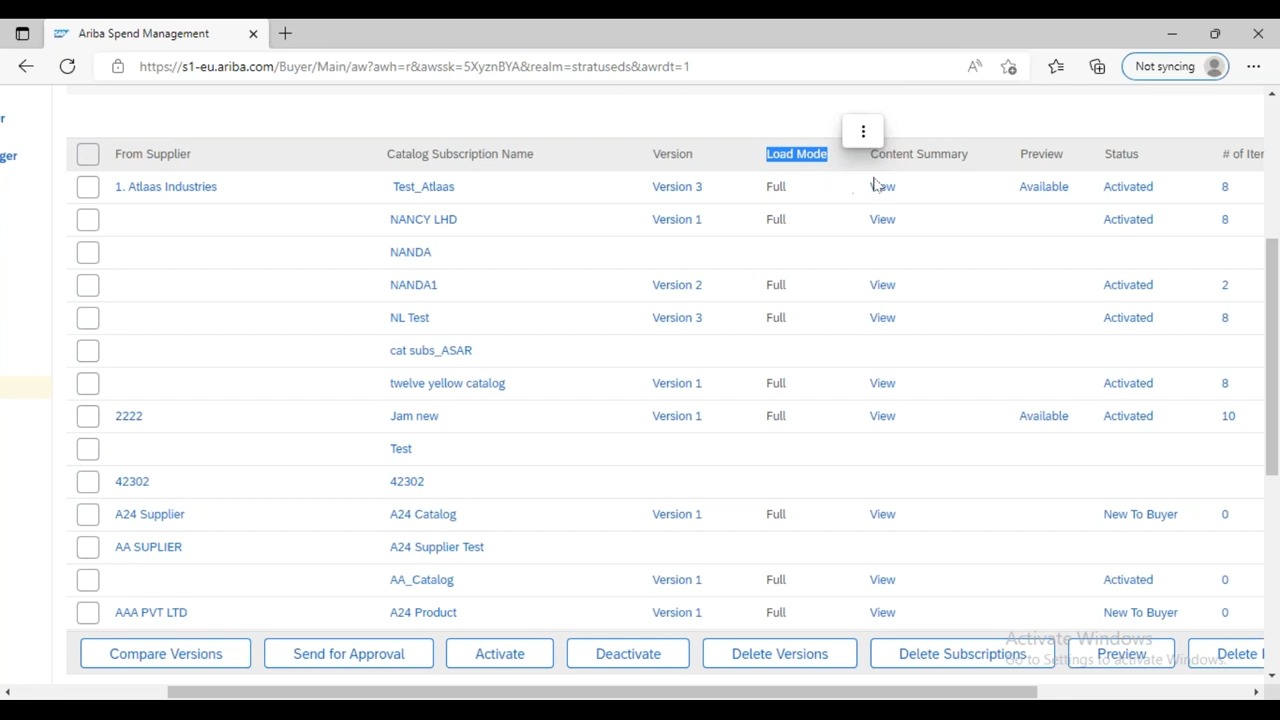 Ariba Spend Management
https://s1-eu.ariba.com/Buyer/Main/aw?awh=r&awssk=5XyznBYA&realm=stratuseds&awrdt=1
Not syncing
r
ger
From Supplier Catalog Subscription Name Version Load Mode Content Summary Preview Status # of Iter
1. Atlaas Industries Test_Atlaas Version 3 Full View Available Activated 8
NANCY LHD Version 1 Full View Activated 8
NANDA
NANDA1 Version 2 Full View Activated 2
NL Test Version 3 Full View Activated 8
cat subs_ASAR
twelve yellow catalog Version 1 Full View Activated 8
2222 Jam new Version 1 Full View Available Activated 10
Test
42302 42302
A24 Supplier A24 Catalog Version 1 Full View New To Buyer 0
AA SUPLIER A24 Supplier Test
AA_Catalog Version 1 Full View Activated 0
AAA PVT LTD A24 Product Version 1 Full View New To Buyer 0
Activate Windows
Go to Settings to activate Windows.
Compare Versions Send for Approval Activate Deactivate Delete Versions Delete Subscriptions Preview Delete